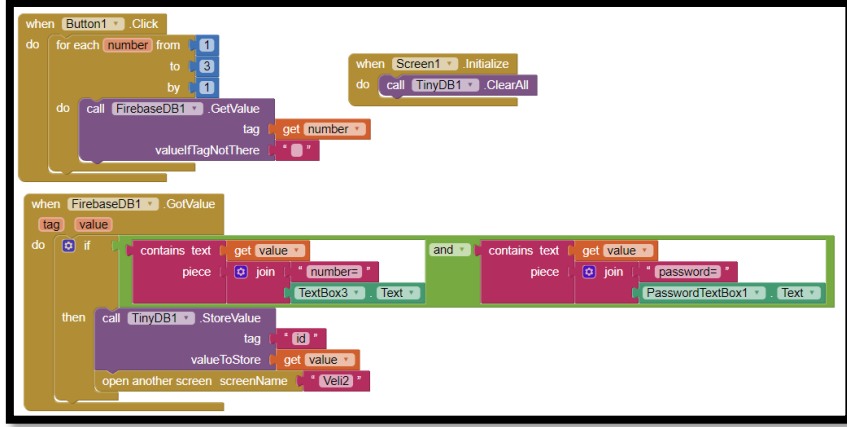 when Button1 .Click
do for each number from 1
to 3
by 1
do call FirebaseDB1 .GetValue
tag get number
valueIfTagNotThere " "
when Screen1 .Initialize
do call TinyDB1 .ClearAll
when FirebaseDB1 .GotValue
tag value
do if contains text get value and contains text get value
piece join " number= " piece join " password= "
TextBox3 . Text PasswordTextBox1 . Text
then call TinyDB1 .StoreValue
tag " id "
valueToStore get value
open another screen screenName " Veli2 "